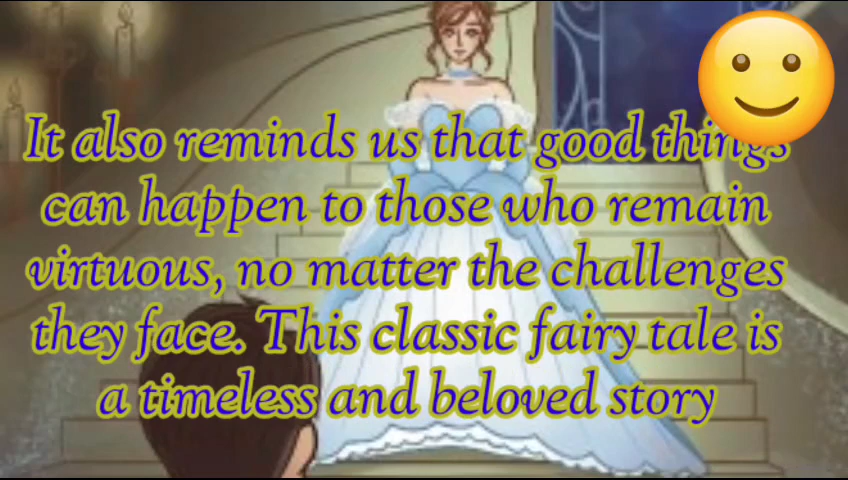 It also reminds us that good things
can happen to those who remain
virtuous, no matter the challenges
they face. This classic fairy tale is
a timeless and beloved story